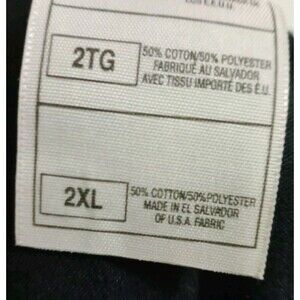 2TG
50% COTON/50% POLYESTER
FABRIQUÉ AU SALVADOR
AVEC TISSU IMPORTÉ DES É.U.
2XL
50% COTTON/50%POLYESTER
MADE IN EL SALVADOR
OF U.S.A. FABRIC